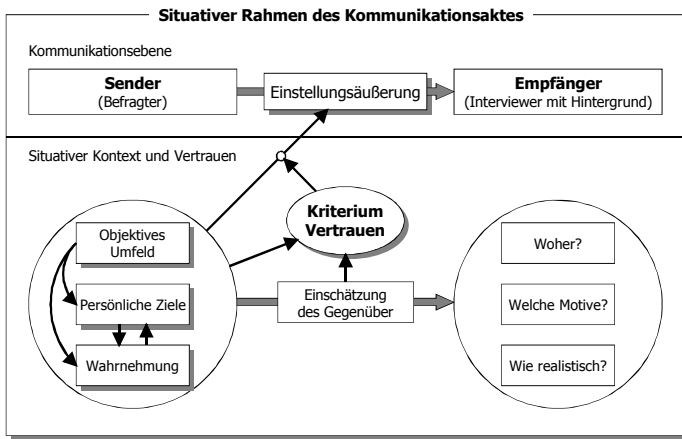 Situativer Rahmen des Kommunikationsaktes
Kommunikationsebene
Sender
(Befragter)
Einstellungsäußerung
Empfänger
(Interviewer mit Hintergrund)
Situativer Kontext und Vertrauen
Kriterium
Vertrauen
Objektives
Umfeld
Woher?
Persönliche Ziele
Einschätzung
des Gegenüber
Welche Motive?
Wahrnehmung
Wie realistisch?